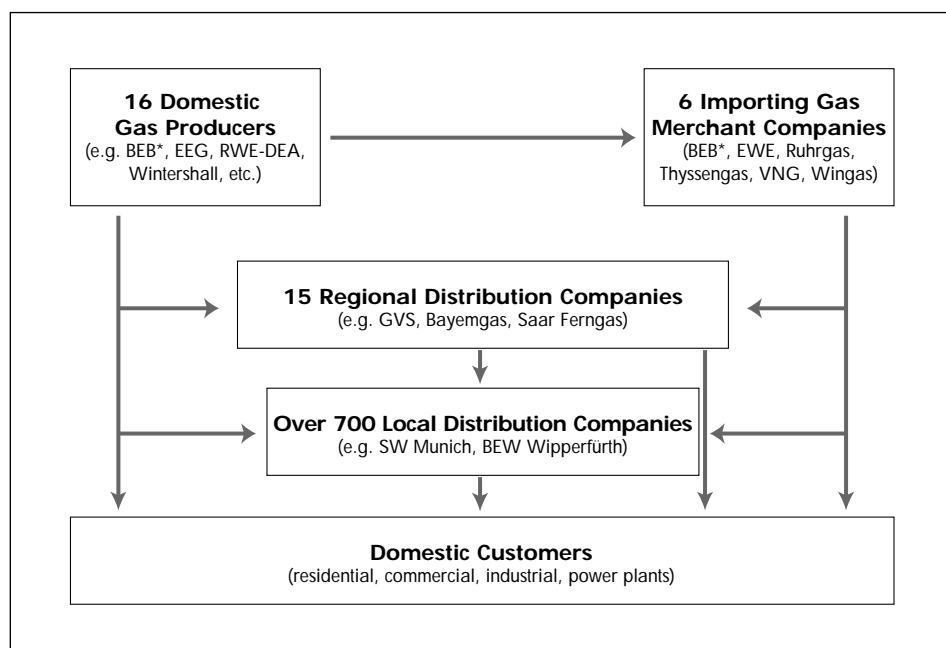 16 Domestic
Gas Producers
(e.g. BEB*, EEG, RWE-DEA,
Wintershall, etc.)
6 Importing Gas
Merchant Companies
(BEB*, EWE, Ruhrgas,
Thyssengas, VNG, Wingas)
15 Regional Distribution Companies
(e.g. GVS, Bayemgas, Saar Ferngas)
Over 700 Local Distribution Companies
(e.g. SW Munich, BEW Wipperfürth)
Domestic Customers
(residential, commercial, industrial, power plants)